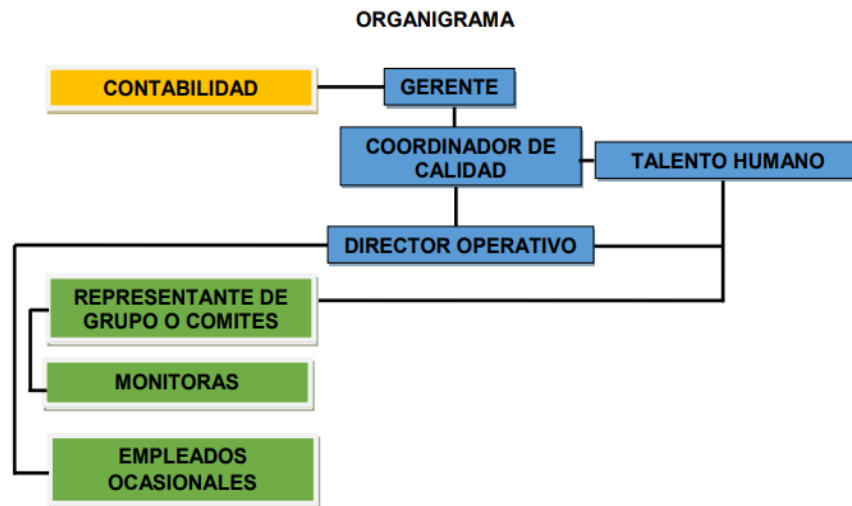 ORGANIGRAMA
CONTABILIDAD
GERENTE
COORDINADOR DE
CALIDAD
TALENTO HUMANO
DIRECTOR OPERATIVO
REPRESENTANTE DE
GRUPO O COMITES
MONITORAS
EMPLEADOS
OCASIONALES